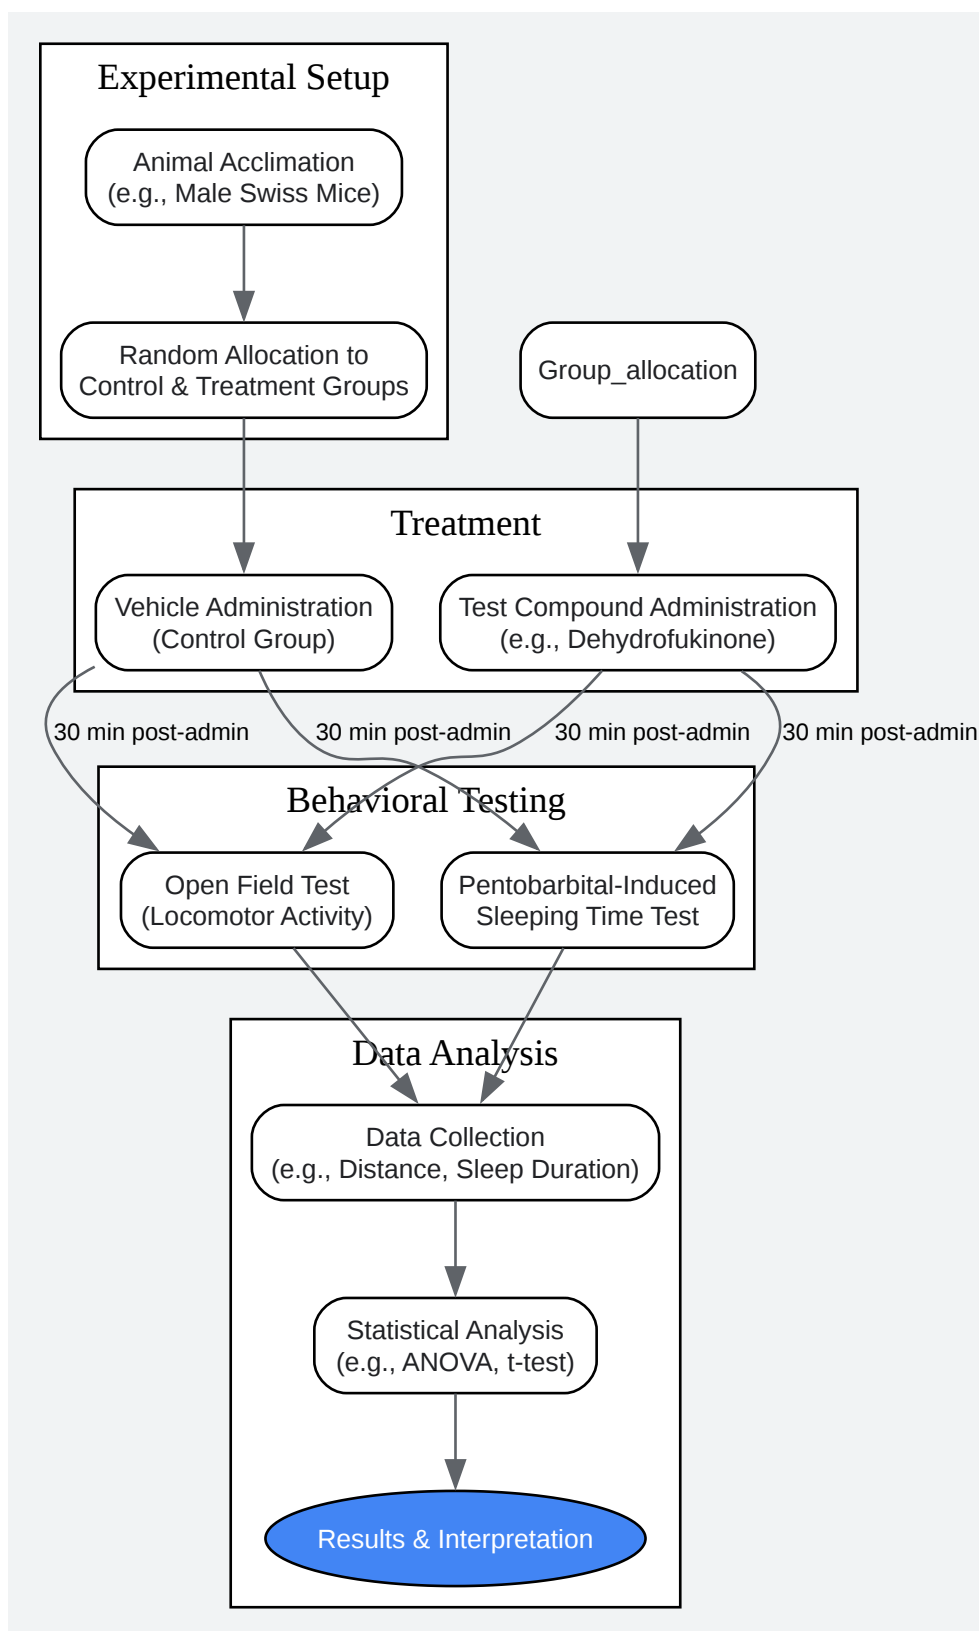 Experimental Setup
Animal Acclimation
(e.g., Male Swiss Mice)
Random Allocation to
Control & Treatment Groups
Group_allocation
Treatment
Vehicle Administration
(Control Group)
Test Compound Administration
(e.g., Dehydrofukinone)
30 min post-admin
30 min post-admin
30 min post-admin
30 min post-admin
Behavioral Testing
Open Field Test
(Locomotor Activity)
Pentobarbital-Induced
Sleeping Time Test
Data Analysis
Data Collection
(e.g., Distance, Sleep Duration)
Statistical Analysis
(e.g., ANOVA, t-test)
Results & Interpretation